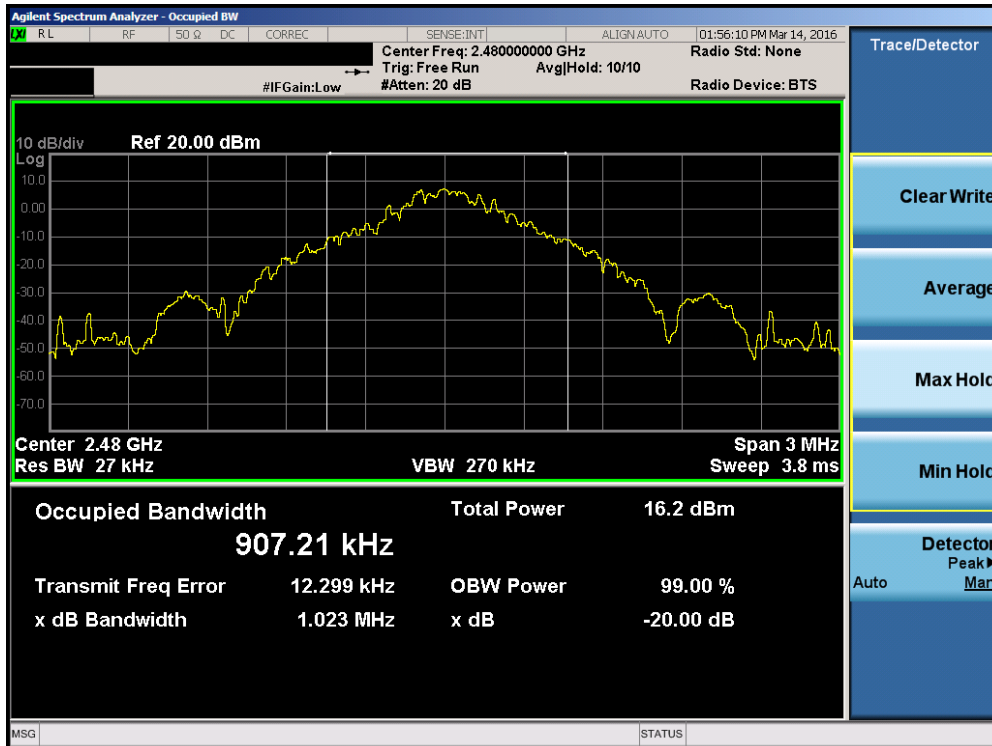 Agilent Spectrum Analyzer - Occupied BW
LXI RL RF 50 Ω DC CORREC SENSE:INT ALIGN AUTO 01:56:10 PM Mar 14, 2016
Center Freq: 2.480000000 GHz Radio Std: None
Trig: Free Run Avg|Hold: 10/10
#IFGain:Low #Atten: 20 dB Radio Device: BTS
10 dB/div Ref 20.00 dBm
Log
10.0
0.00
-10.0
-20.0
-30.0
-40.0
-50.0
-60.0
-70.0
Center 2.48 GHz Span 3 MHz
Res BW 27 kHz VBW 270 kHz Sweep 3.8 ms
Occupied Bandwidth Total Power 16.2 dBm
907.21 kHz
Transmit Freq Error 12.299 kHz OBW Power 99.00 %
x dB Bandwidth 1.023 MHz x dB -20.00 dB
MSG STATUS
Trace/Detector
Clear Write
Average
Max Hold
Min Hold
Detector
Peak▶
Auto Man